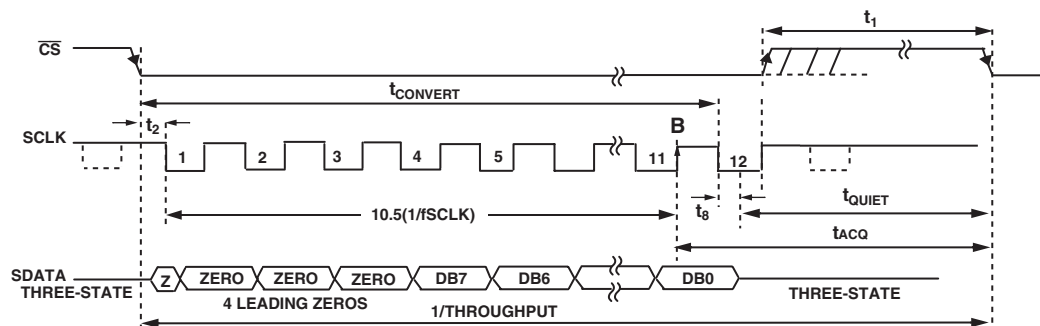 t1
CS
tCONVERT
t2
B
SCLK
1 2 3 4 5 11 12
t8
tQUIET
10.5(1/fSCLK)
tACQ
SDATA
Z ZERO ZERO ZERO DB7 DB6 DB0
THREE-STATE
THREE-STATE
4 LEADING ZEROS
1/THROUGHPUT